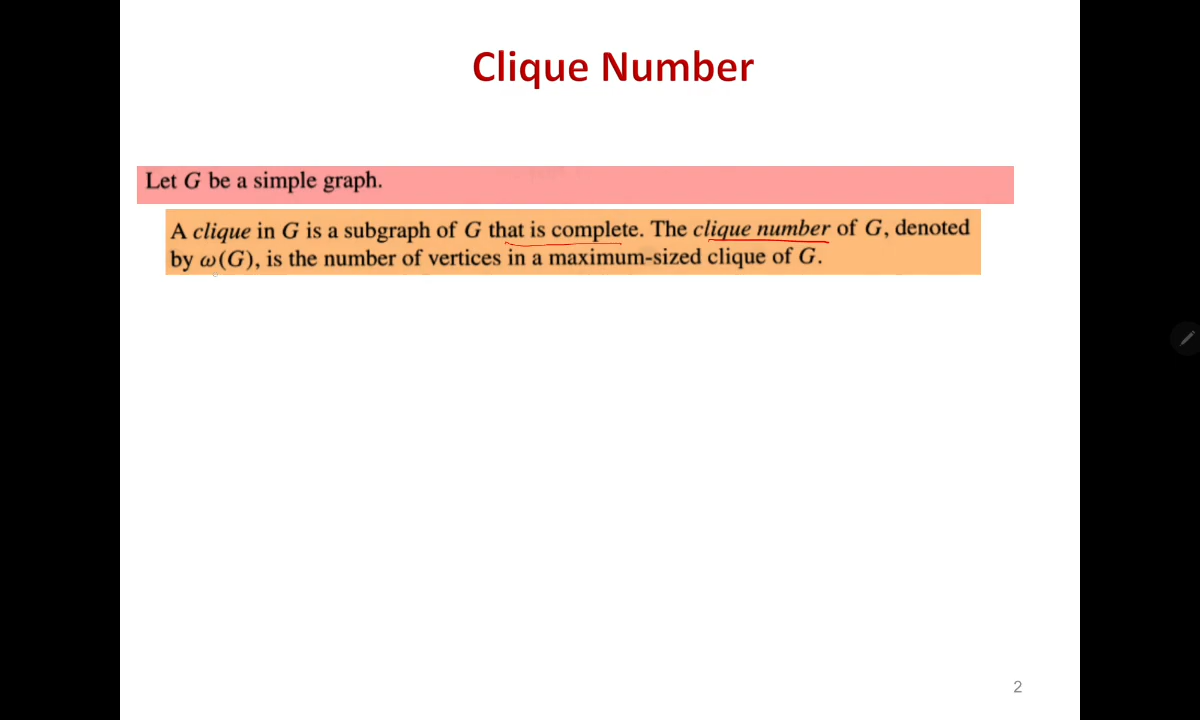 Clique Number
Let G be a simple graph.
A clique in G is a subgraph of G that is complete. The clique number of G, denoted
by ω(G), is the number of vertices in a maximum-sized clique of G.
2